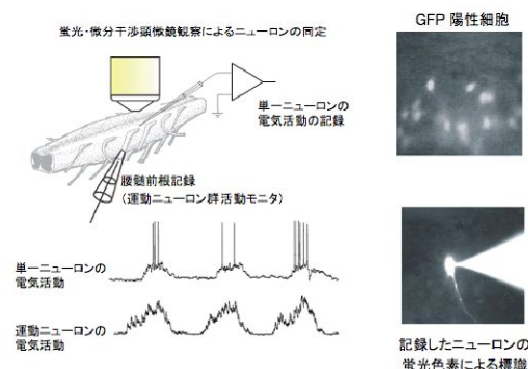 蛍光・微分干渉顕微鏡観察によるニューロンの同定
GFP 陽性細胞
単一ニューロンの
電気活動の記録
腰髄前根記録
(運動ニューロン群活動モニタ)
単一ニューロンの
電気活動
運動ニューロンの
電気活動
記録したニューロンの
蛍光色素による標識